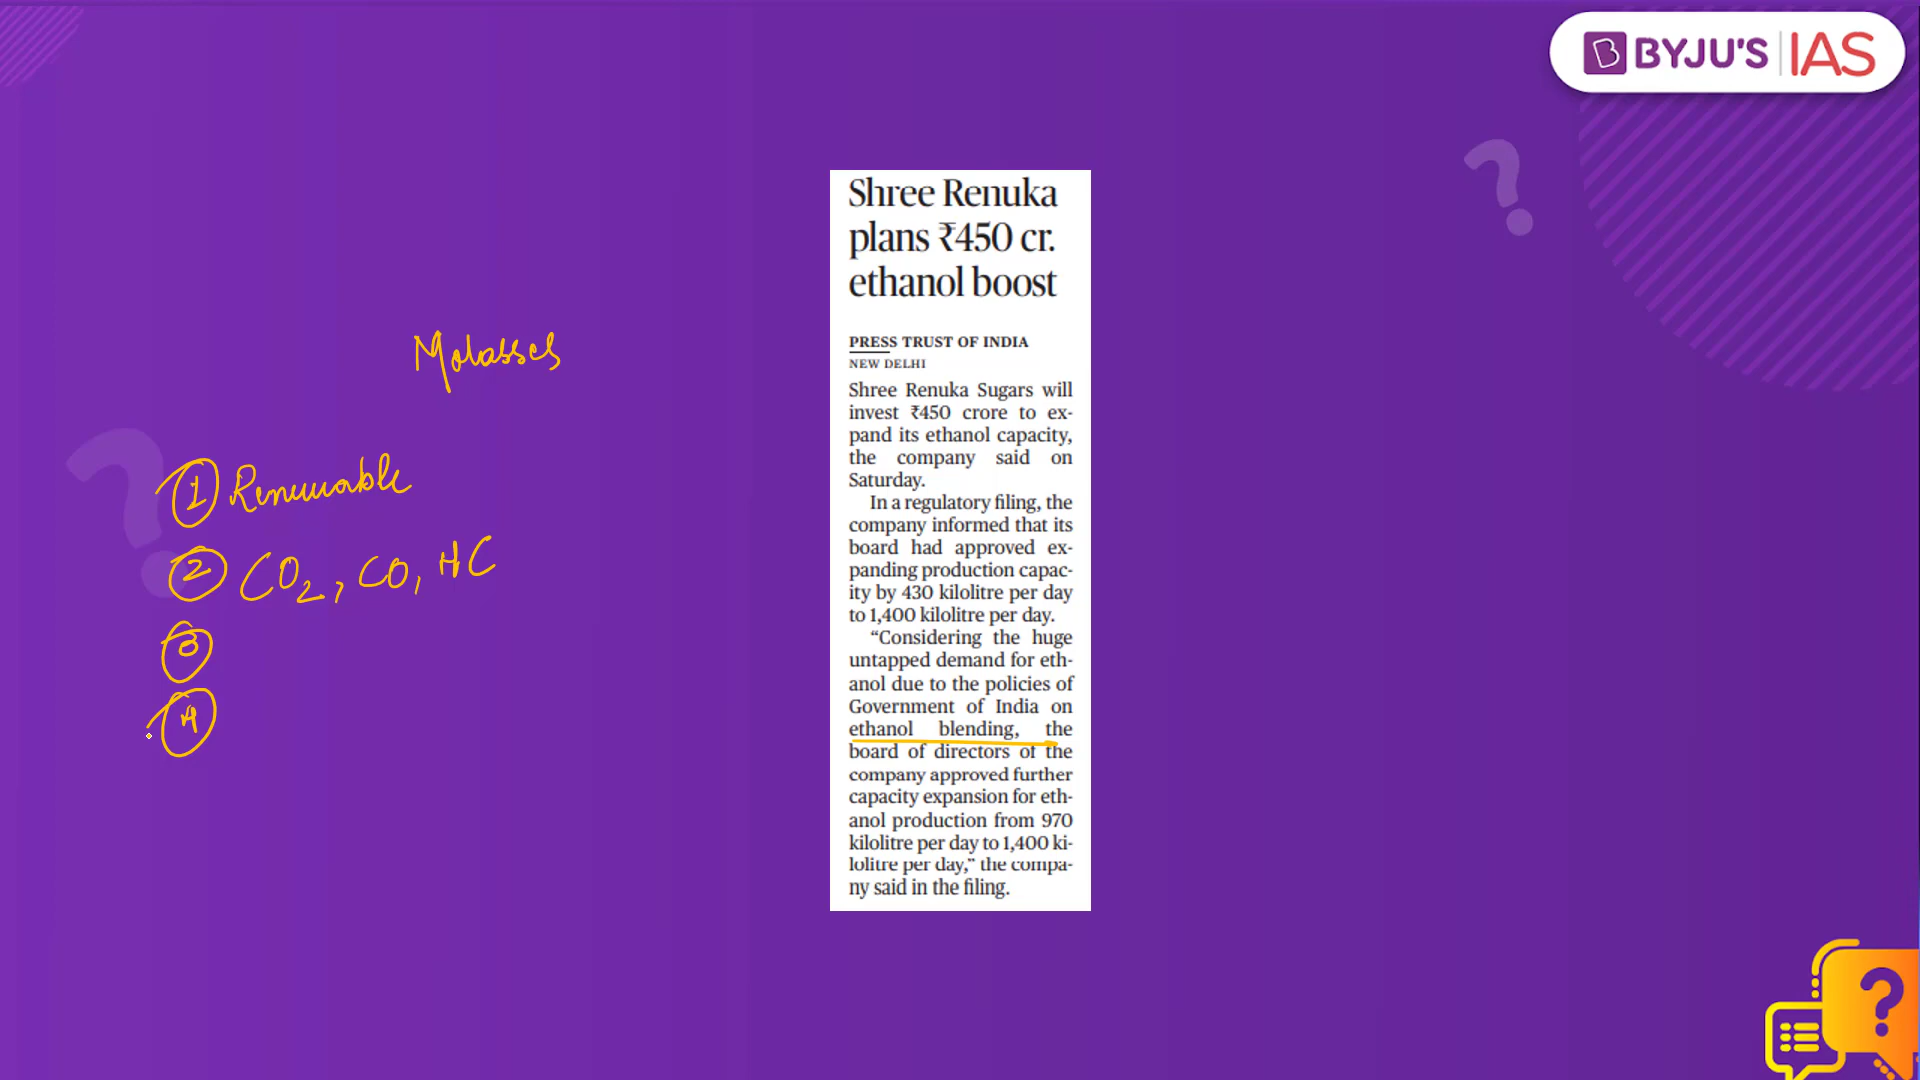 BYJU'S IAS
Shree Renuka
plans ₹450 cr.
ethanol boost
PRESS TRUST OF INDIA
NEW DELHI
Shree Renuka Sugars will
invest ₹450 crore to ex-
pand its ethanol capacity,
the company said on
Saturday.
In a regulatory filing, the
company informed that its
board had approved ex-
panding production capac-
ity by 430 kilolitre per day
to 1,400 kilolitre per day.
“Considering the huge
untapped demand for eth-
anol due to the policies of
Government of India on
ethanol blending, the
board of directors of the
company approved further
capacity expansion for eth-
anol production from 970
kilolitre per day to 1,400 ki-
lolitre per day,” the compa-
ny said in the filing.
Molasses
1 Renewable
2 CO2, CO, HC
3
4